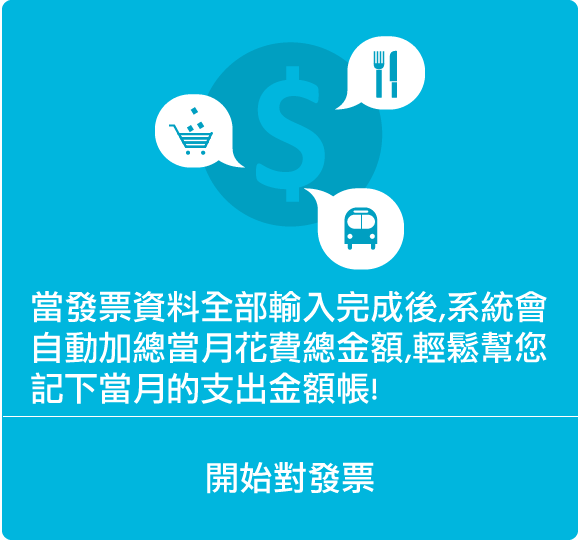 $
當發票資料全部輸入完成後,系統會
自動加總當月花費總金額,輕鬆幫您
記下當月的支出金額帳!
開始對發票